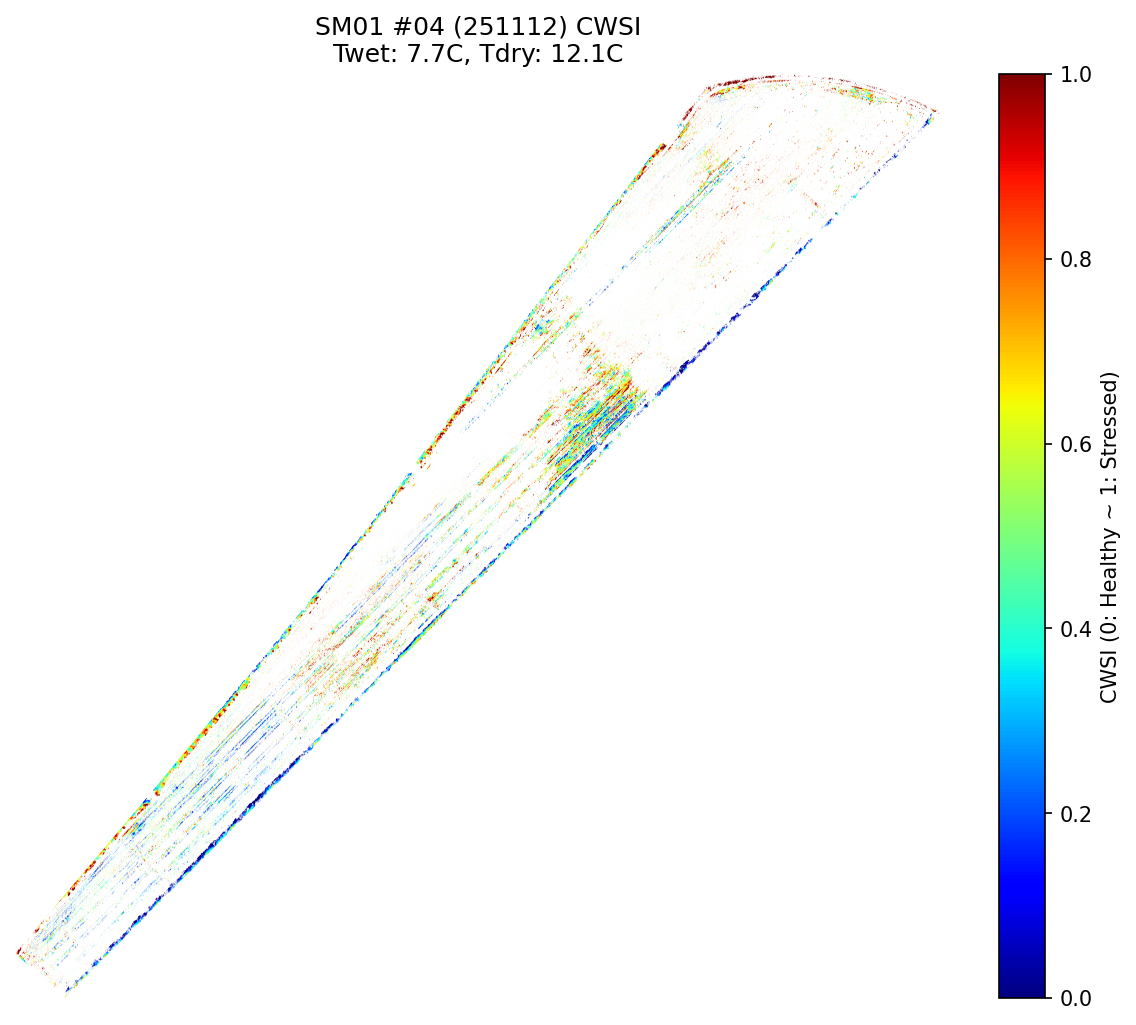 SM01 #04 (251112) CWSI
Twet: 7.7C, Tdry: 12.1C
1.0
0.8
0.6
0.4
0.2
0.0
CWSI (0: Healthy ~ 1: Stressed)